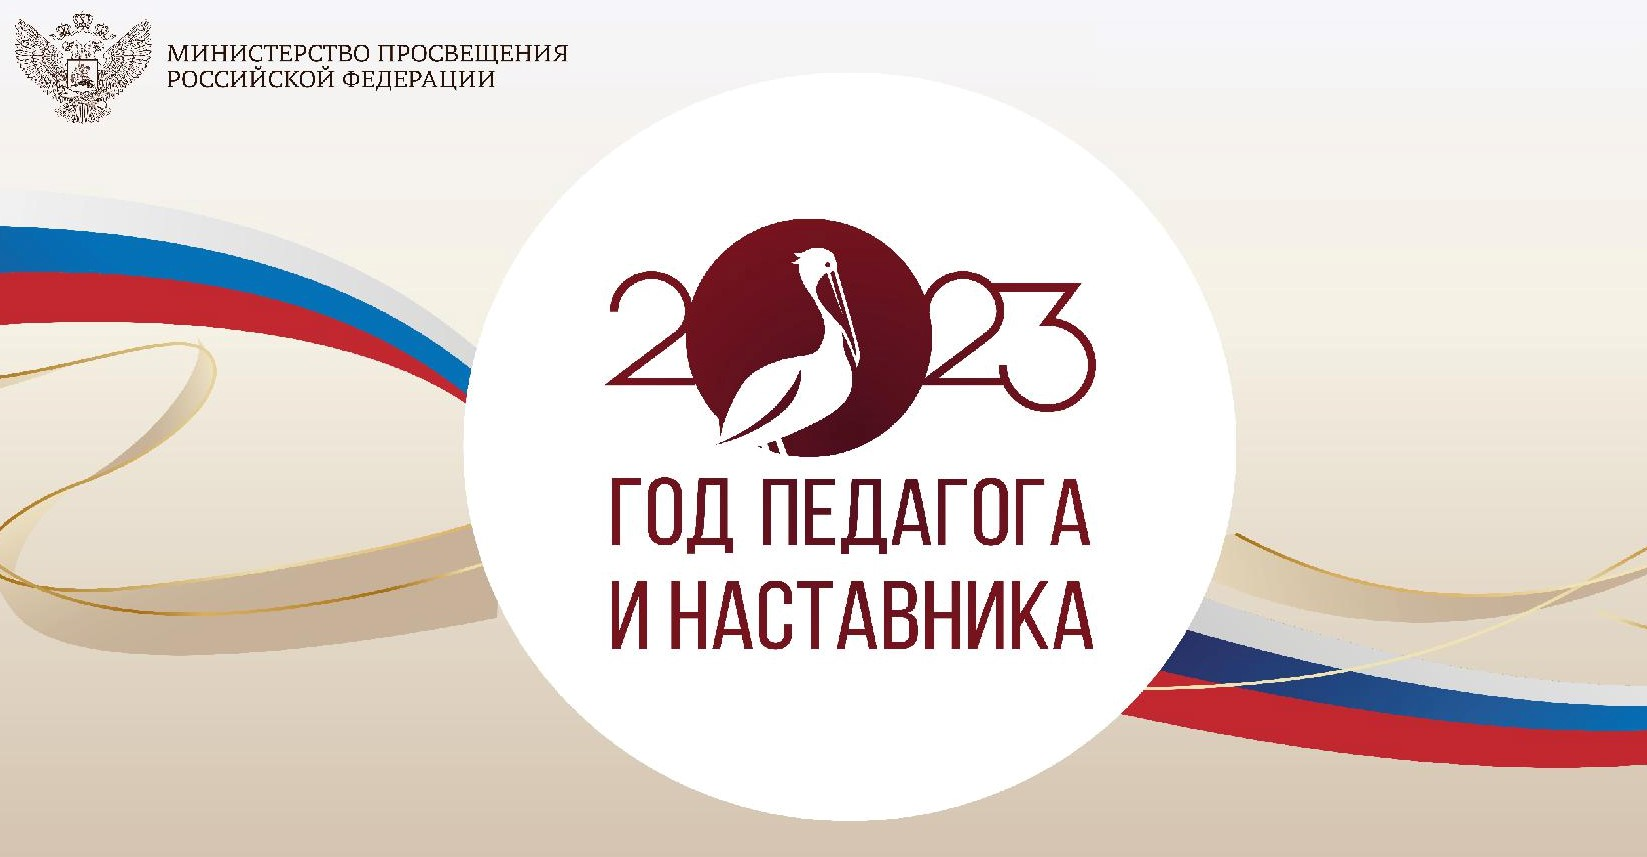 МИНИСТЕРСТВО ПРОСВЕЩЕНИЯ
РОССИЙСКОЙ ФЕДЕРАЦИИ
2023
ГОД ПЕДАГОГА
И НАСТАВНИКА